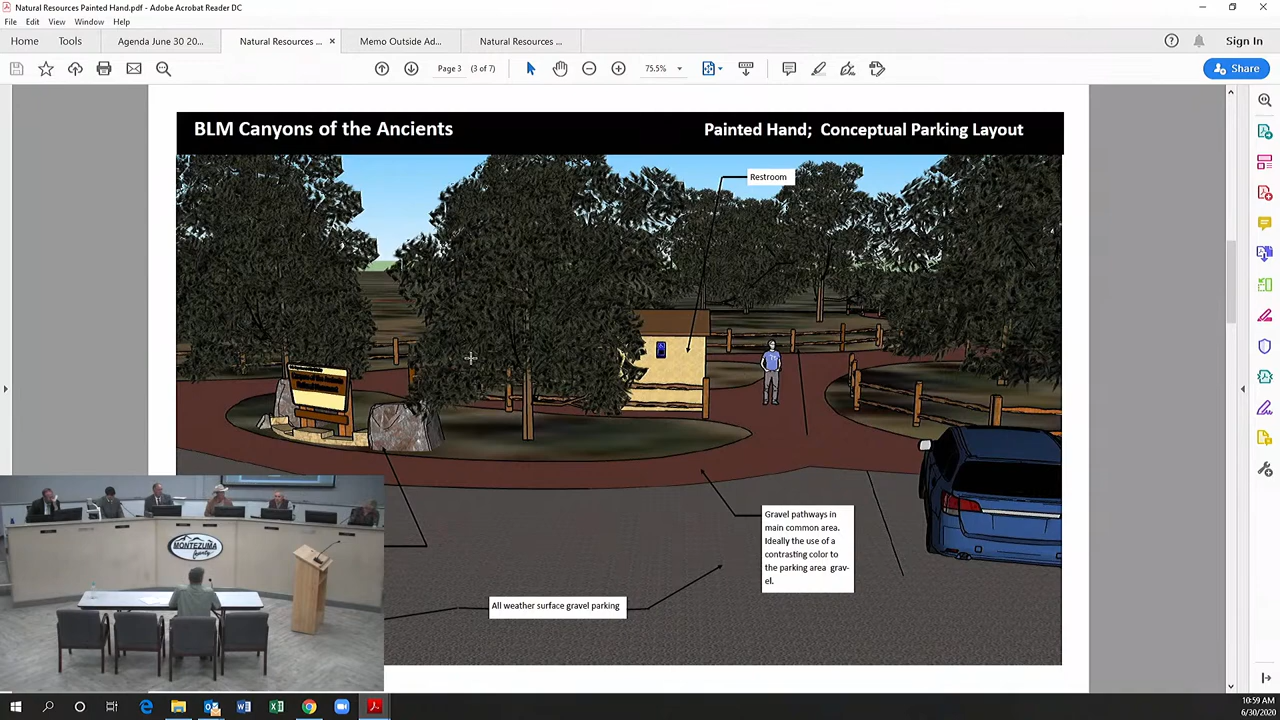 Natural Resources Painted Hand.pdf - Adobe Acrobat Reader DC
File Edit View Window Help
Home Tools Agenda June 30 20... Natural Resources ... × Memo Outside Ad... Natural Resources ... Sign In
Page 3 (3 of 7) 75.5% Share
BLM Canyons of the Ancients Painted Hand; Conceptual Parking Layout
Restroom
Gravel pathways in
main common area.
Ideally the use of a
contrasting color to
the parking area grav-
el.
All weather surface gravel parking
MONTEZUMA
County
10:59 AM
6/30/2020